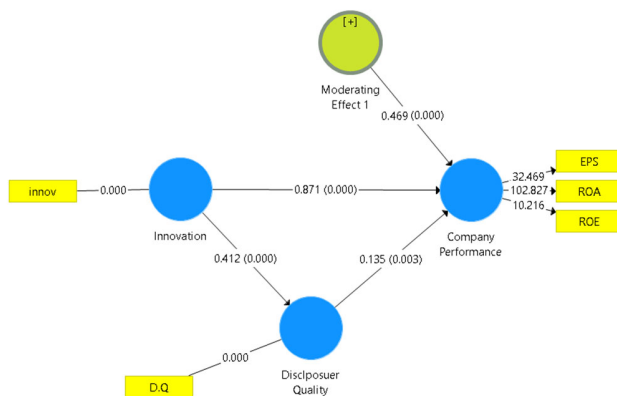 [+]
Moderating
Effect 1
0.469 (0.000)
EPS
32.469
innov
0.000
0.871 (0.000)
102.827
ROA
10.216
ROE
Innovation
Company
Performance
0.412 (0.000)
0.135 (0.003)
0.000
Disclposuer
Quality
D.Q